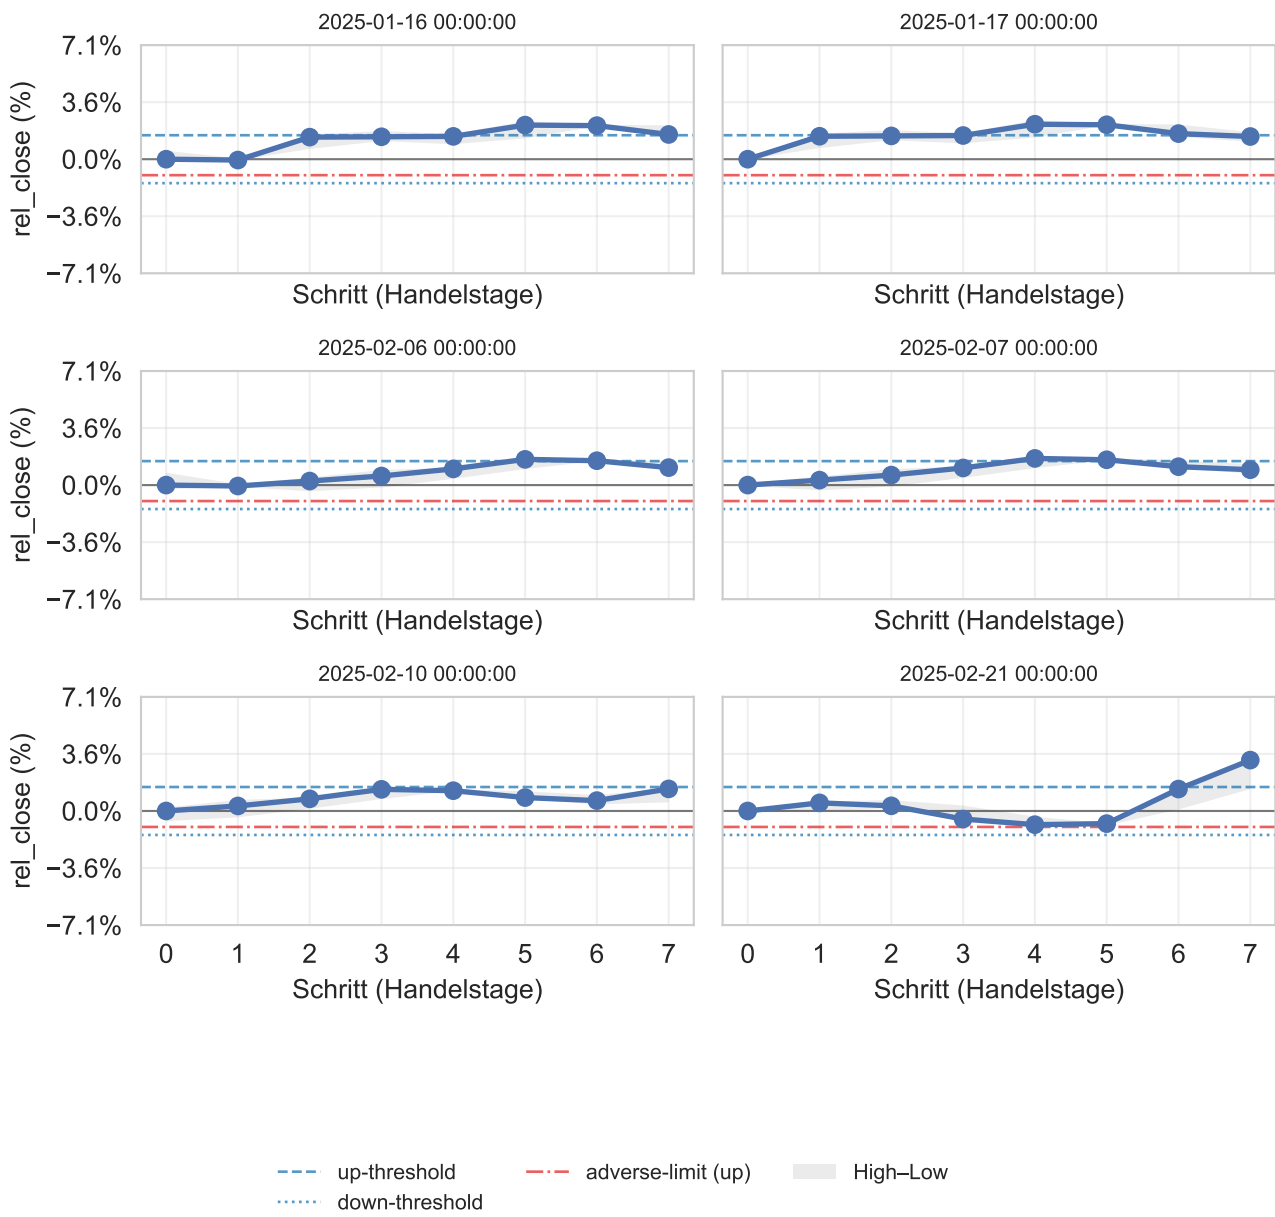 2025-01-16 00:00:00
2025-01-17 00:00:00
7.1%
3.6%
0.0%
−3.6%
−7.1%
rel_close (%)
Schritt (Handelstage)
Schritt (Handelstage)
2025-02-06 00:00:00
2025-02-07 00:00:00
7.1%
3.6%
0.0%
−3.6%
−7.1%
rel_close (%)
Schritt (Handelstage)
Schritt (Handelstage)
2025-02-10 00:00:00
2025-02-21 00:00:00
7.1%
3.6%
0.0%
−3.6%
−7.1%
rel_close (%)
0 1 2 3 4 5 6 7
0 1 2 3 4 5 6 7
Schritt (Handelstage)
Schritt (Handelstage)
up-threshold
adverse-limit (up)
High–Low
down-threshold